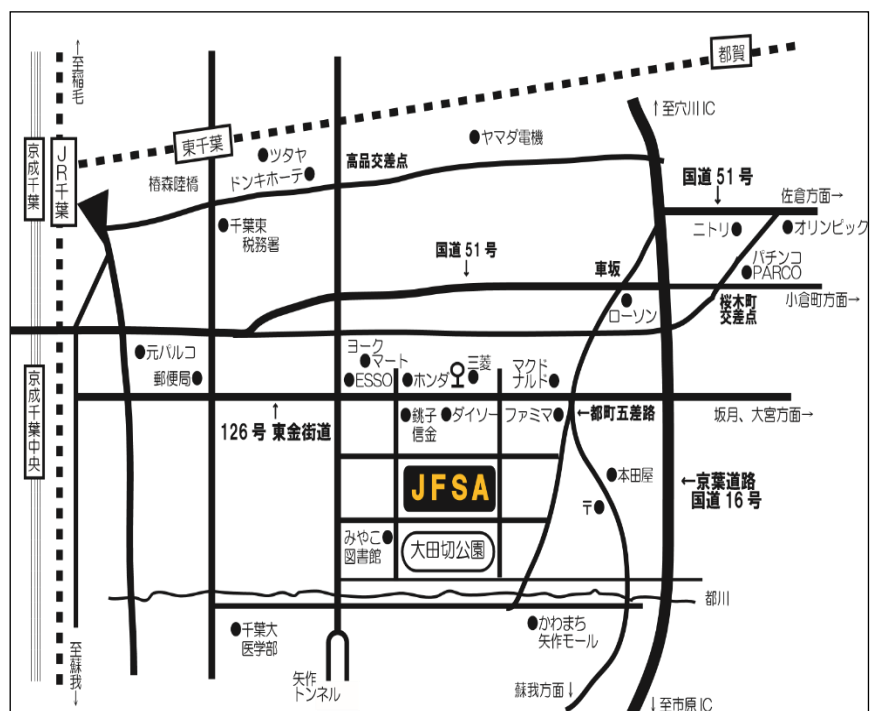 ↑至稲毛
都賀
↑至穴川IC
東千葉
ヤマダ電機
ツタヤ
高品交差点
京成千葉
JR千葉
椿森陸橋
ドンキホーテ
国道51号
↓
佐倉方面→
千葉東
税務署
ニトリ
オリンピック
国道51号
↓
パチンコ
PARCO
車坂
ローソン
桜木町
交差点
小倉町方面→
元パルコ
ヨーク
マート
三菱
マクド
ナルド
郵便局
ESSO
ホンダ
京成千葉中央
↑
126号 東金街道
銚子
信金
ダイソー
ファミマ
←都町五差路
坂月、大宮方面→
本田屋
←京葉道路
国道16号
JFSA
〒
みやこ
図書館
大田切公園
都川
千葉大
医学部
かわまち
矢作モール
至蘇我↓
矢作
トンネル
蘇我方面↓
↓至市原IC